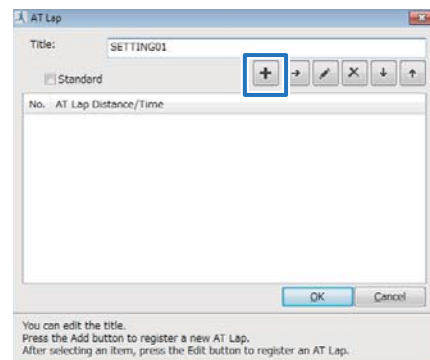 AT Lap
Title: SETTING01
Standard
No. AT Lap Distance/Time
OK Cancel
You can edit the title.
Press the Add button to register a new AT Lap.
After selecting an item, press the Edit button to register an AT Lap.